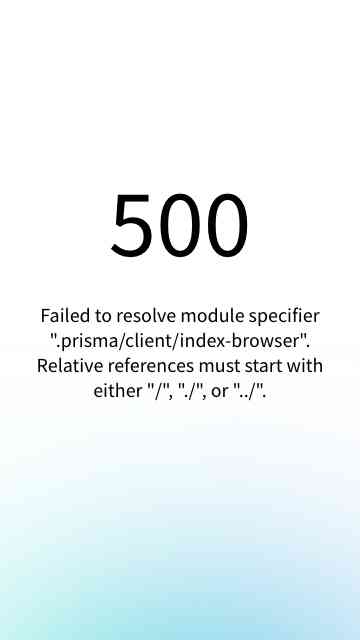 500
Failed to resolve module specifier
".prisma/client/index-browser".
Relative references must start with
either "/", "./", or "../".